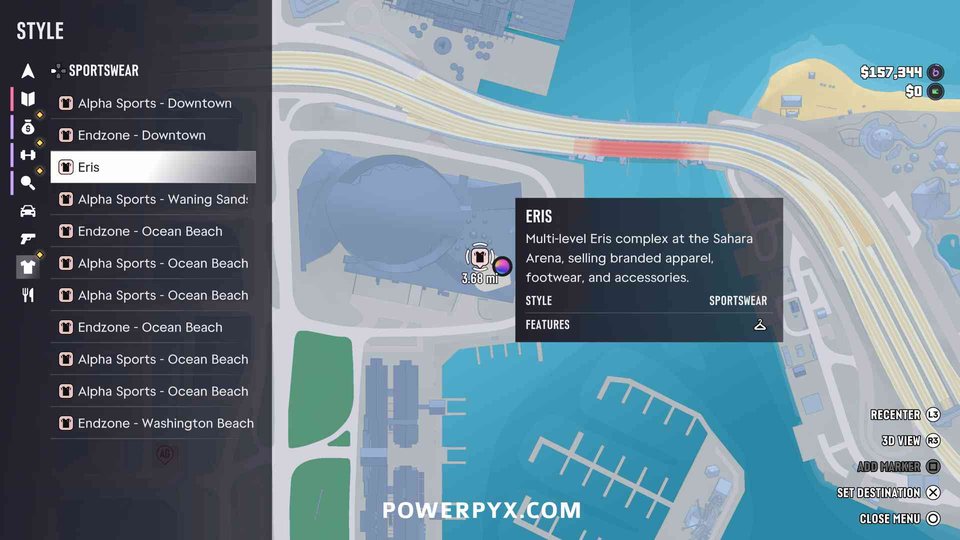 STYLE
SPORTSWEAR
Alpha Sports - Downtown
Endzone - Downtown
Eris
Alpha Sports - Waning Sands
Endzone - Ocean Beach
Alpha Sports - Ocean Beach
Alpha Sports - Ocean Beach
Endzone - Ocean Beach
Alpha Sports - Ocean Beach
Alpha Sports - Ocean Beach
Endzone - Washington Beach
AG
3.68 mi
ERIS
Multi-level Eris complex at the Sahara
Arena, selling branded apparel,
footwear, and accessories.
STYLE SPORTSWEAR
FEATURES
$157,344
$0
RECENTER L3
3D VIEW R3
ADD MARKER
SET DESTINATION
CLOSE MENU
POWERPYX.COM